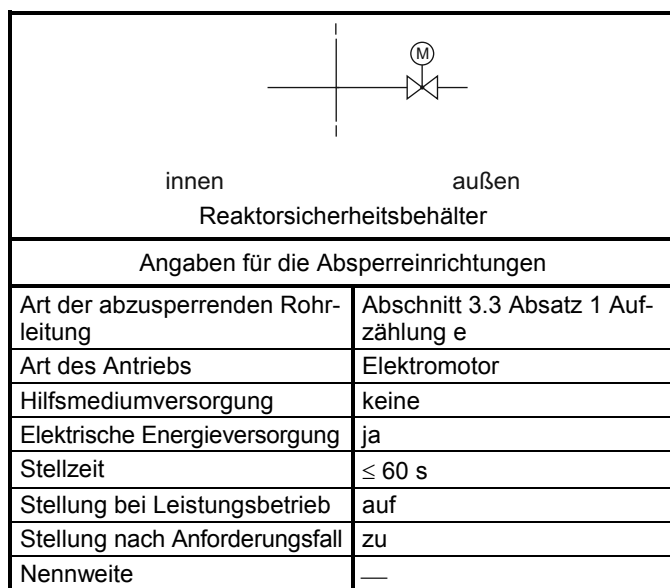 M
innen außen
Reaktorsicherheitsbehälter
Angaben für die Absperreinrichtungen
Art der abzusperrenden Rohr-
leitung
Abschnitt 3.3 Absatz 1 Auf-
zählung e
Art des Antriebs Elektromotor
Hilfsmediumversorgung keine
Elektrische Energieversorgung ja
Stellzeit ≤ 60 s
Stellung bei Leistungsbetrieb auf
Stellung nach Anforderungsfall zu
Nennweite —